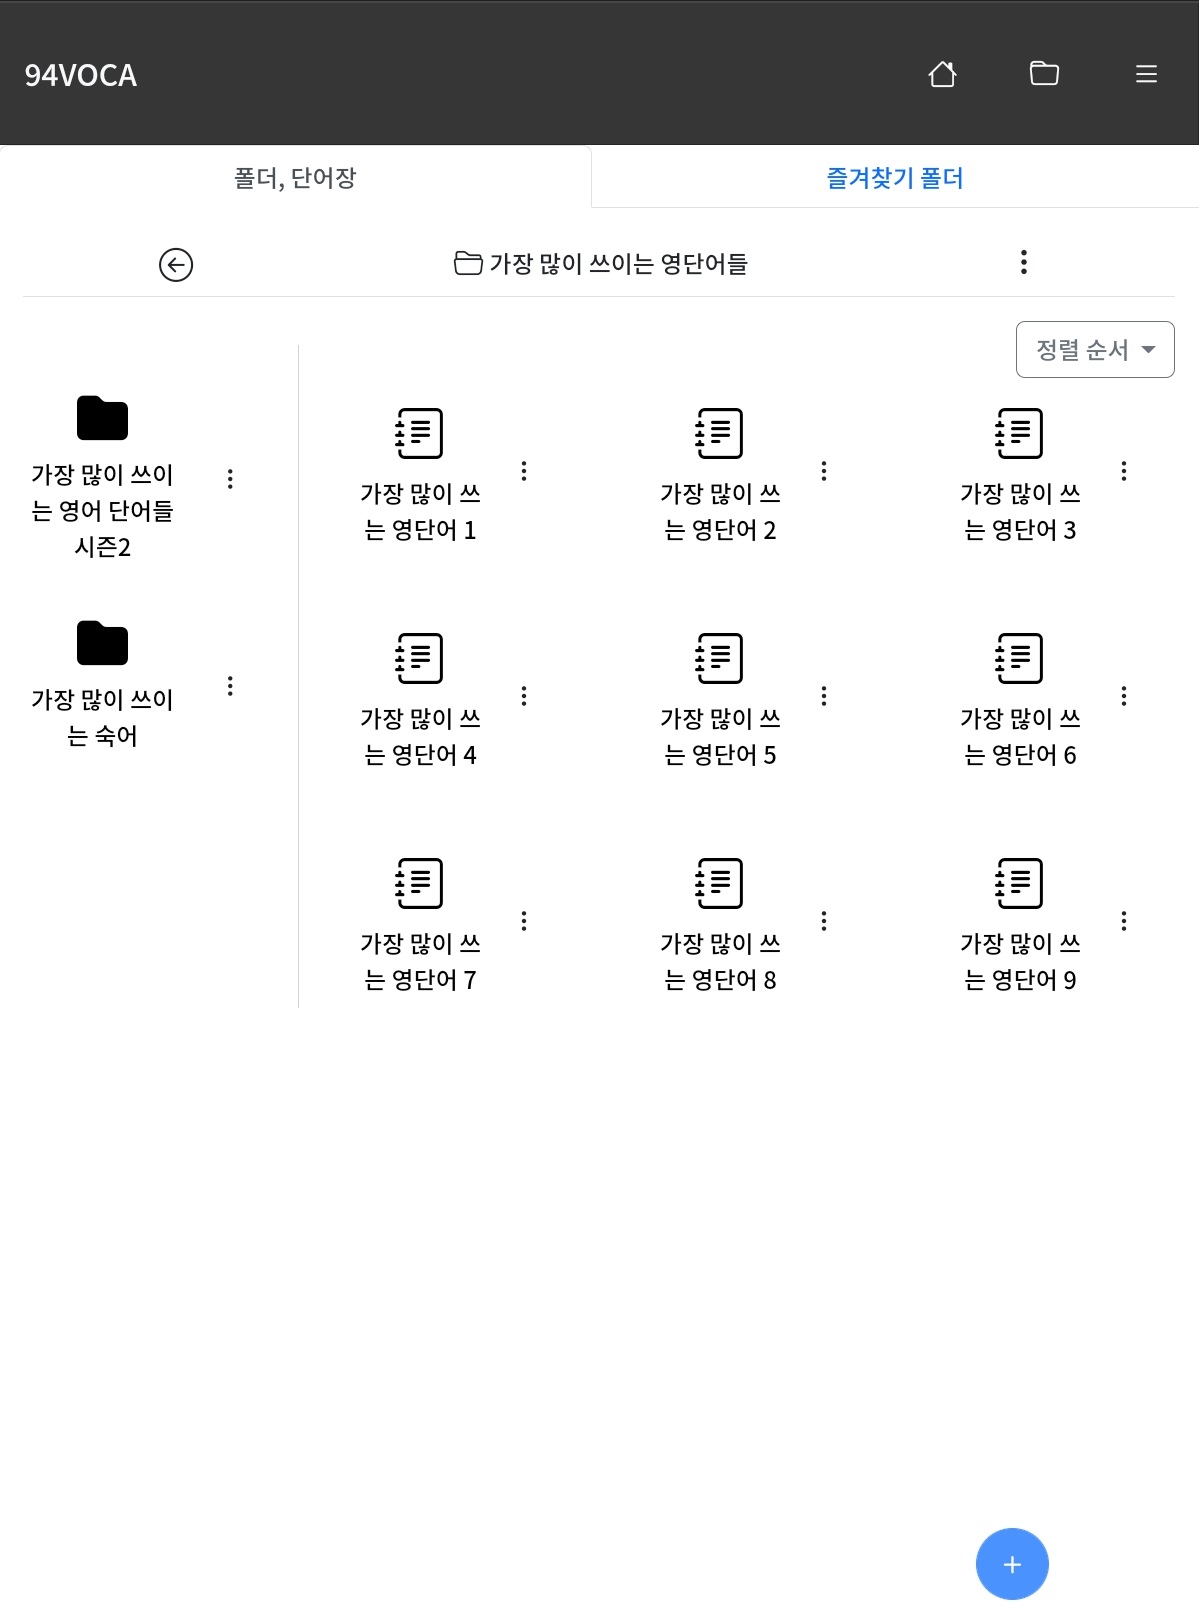 94VOCA
폴더, 단어장
즐겨찾기 폴더
가장 많이 쓰이는 영단어들
정렬 순서
가장 많이 쓰이
는 영어 단어들
시즌2
가장 많이 쓰이
는 숙어
가장 많이 쓰
는 영단어 1
가장 많이 쓰
는 영단어 2
가장 많이 쓰
는 영단어 3
가장 많이 쓰
는 영단어 4
가장 많이 쓰
는 영단어 5
가장 많이 쓰
는 영단어 6
가장 많이 쓰
는 영단어 7
가장 많이 쓰
는 영단어 8
가장 많이 쓰
는 영단어 9